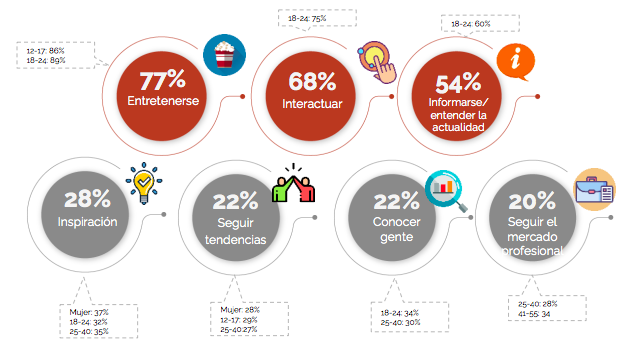 18-24: 75%
18-24: 60%
12-17: 86%
18-24: 89%
77%
Entretenerse
68%
Interactuar
54%
Informarse/
entender la
actualidad
28%
Inspiración
22%
Seguir
tendencias
22%
Conocer
gente
20%
Seguir el
mercado
profesional
Mujer: 37%
18-24: 32%
25-40: 35%
Mujer: 28%
12-17: 29%
25-40:27%
18-24: 34%
25-40: 30%
25-40: 28%
41-55: 34